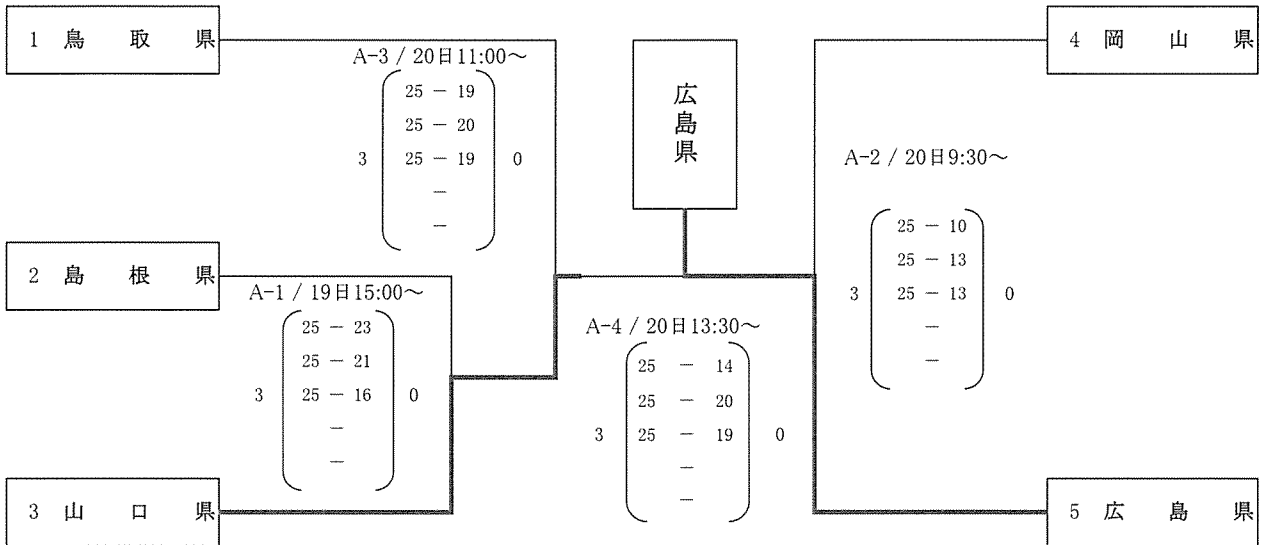 1 鳥 取 県
A-3 / 20日11:00～
25 － 19
25 － 20
3 25 － 19 0
－
－
2 島 根 県
A-1 / 19日15:00～
25 － 23
25 － 21
3 25 － 16 0
－
－
3 山 口 県
広島県
A-4 / 20日13:30～
25 － 14
25 － 20
3 25 － 19 0
－
－
4 岡 山 県
A-2 / 20日9:30～
25 － 10
25 － 13
3 25 － 13 0
－
－
5 広 島 県